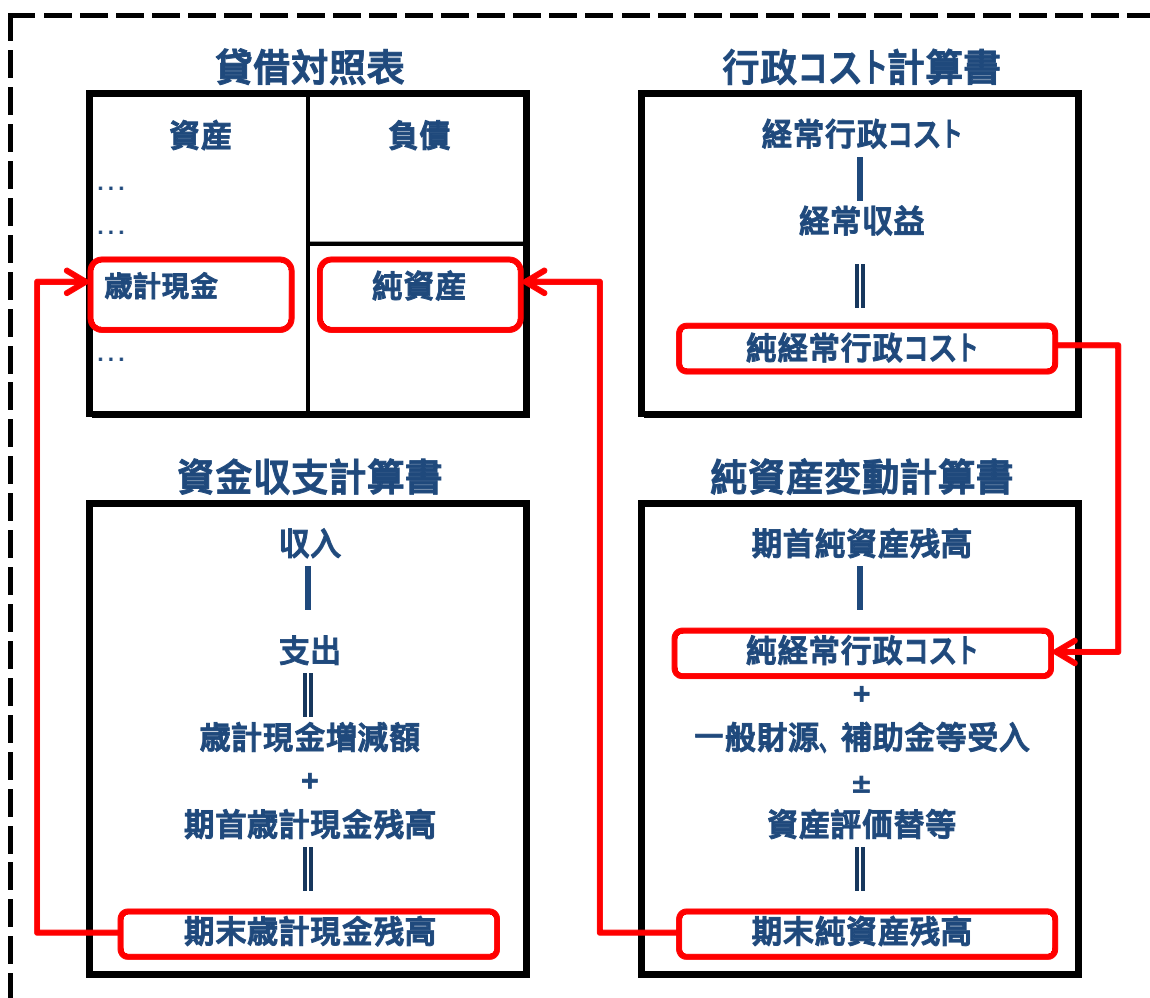 貸借対照表
資産
負債
…
…
歳計現金
純資産
…
行政コスト計算書
経常行政コスト
経常収益
純経常行政コスト
資金収支計算書
収入
支出
歳計現金増減額
+
期首歳計現金残高
期末歳計現金残高
純資産変動計算書
期首純資産残高
純経常行政コスト
+
一般財源、補助金等受入
±
資産評価替等
期末純資産残高